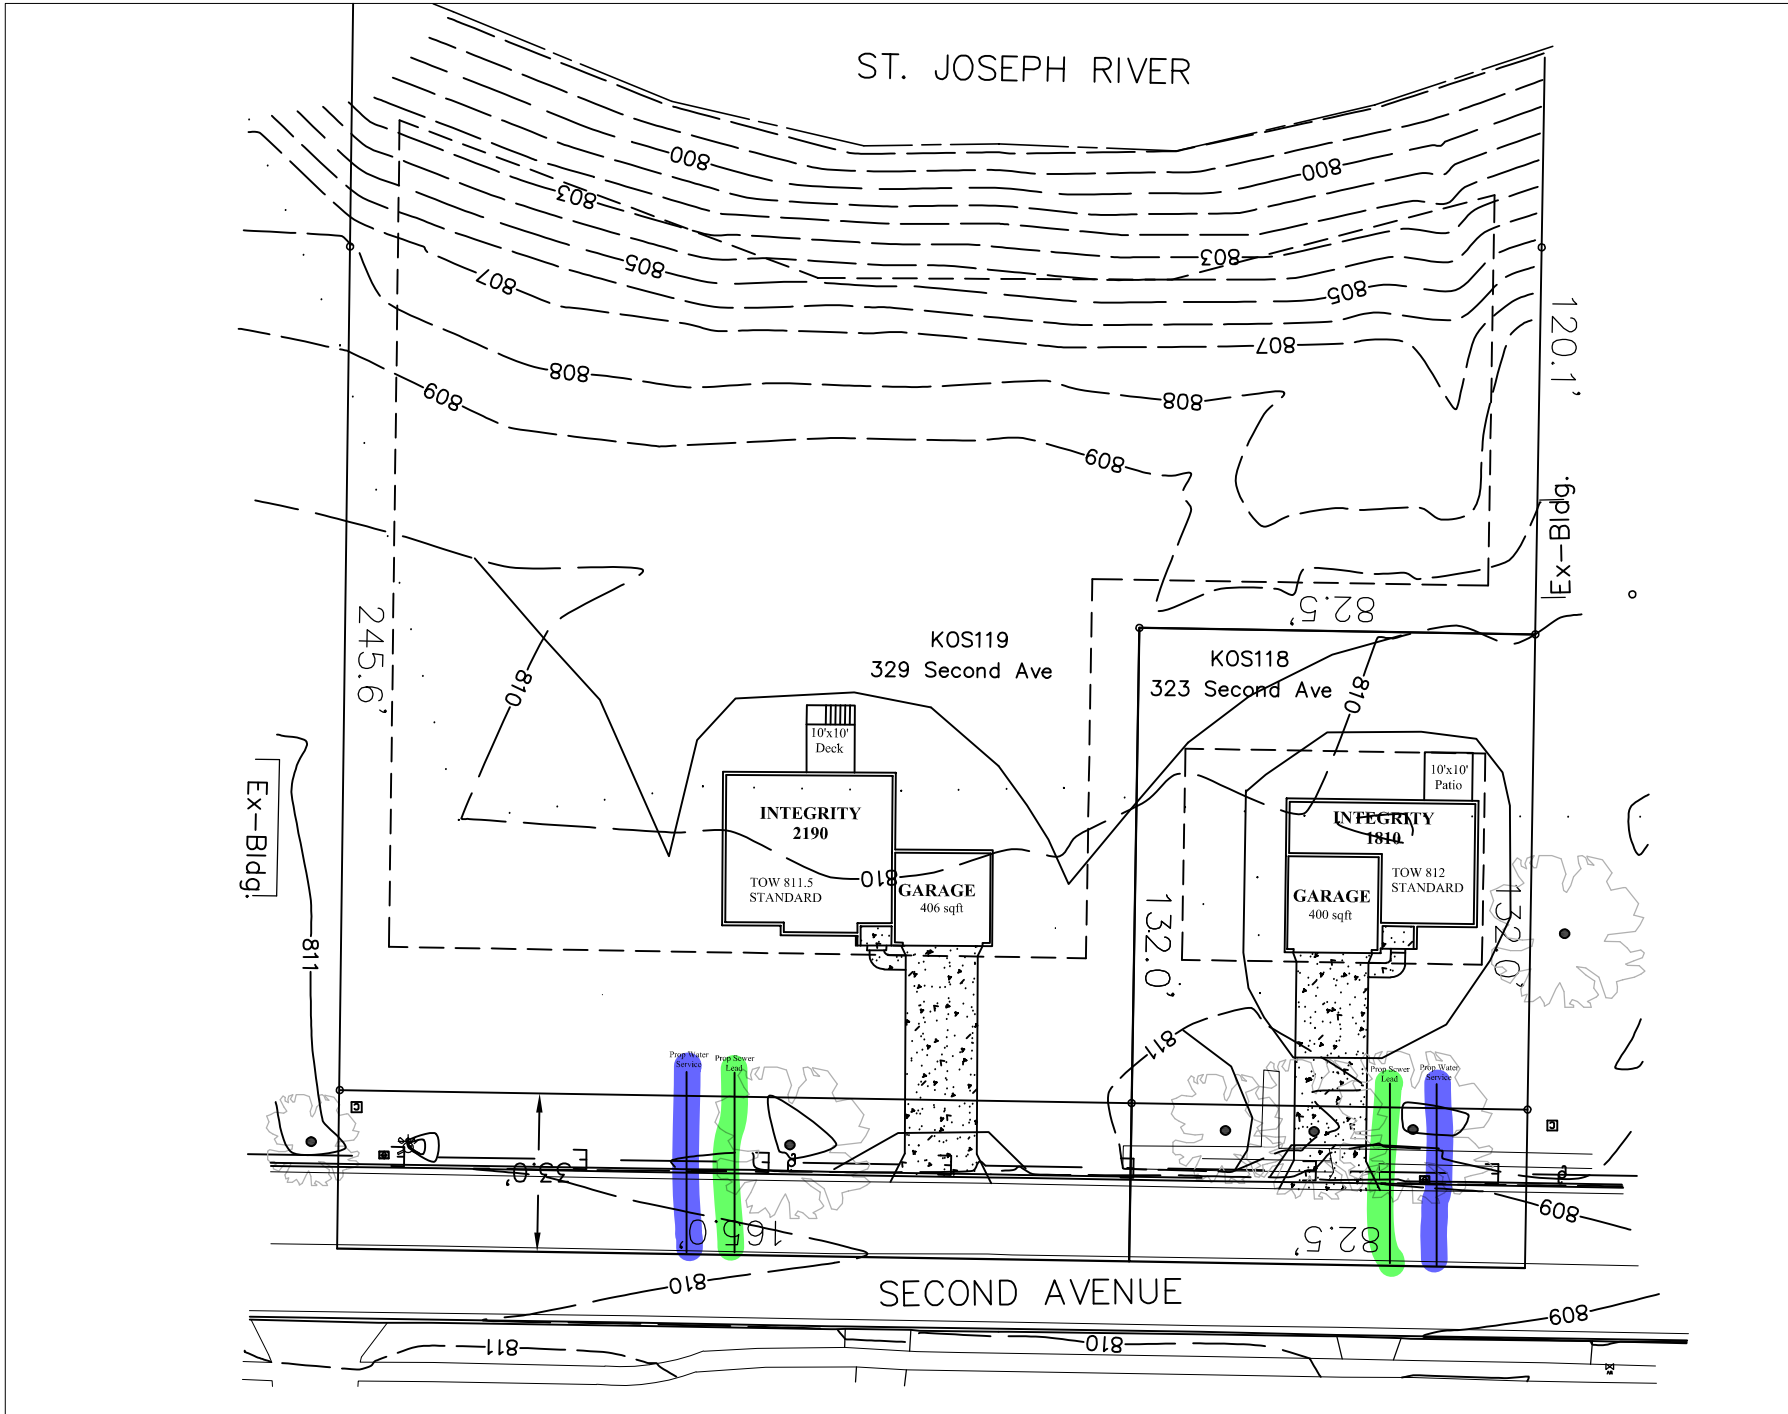 ST. JOSEPH RIVER
800
800
803
803
805
805
807
807
808
808
809
809
120.1'
Ex-Bldg.
82.5'
245.6'
810
KOS119
329 Second Ave
KOS118
323 Second Ave
810
10'x10'
Deck
10'x10'
Patio
Ex-Bldg.
INTEGRITY
2190
INTEGRITY
1810
TOW 811.5
STANDARD
810
GARAGE
406 sqft
GARAGE
400 sqft
TOW 812
STANDARD
132.0'
132.0'
811
811
Prop Water
Service
Prop Sewer
Lead
Prop Sewer
Lead
Prop Water
Service
C
C
33.0'
165.0'
82.5'
809
810
SECOND AVENUE
809
811
810